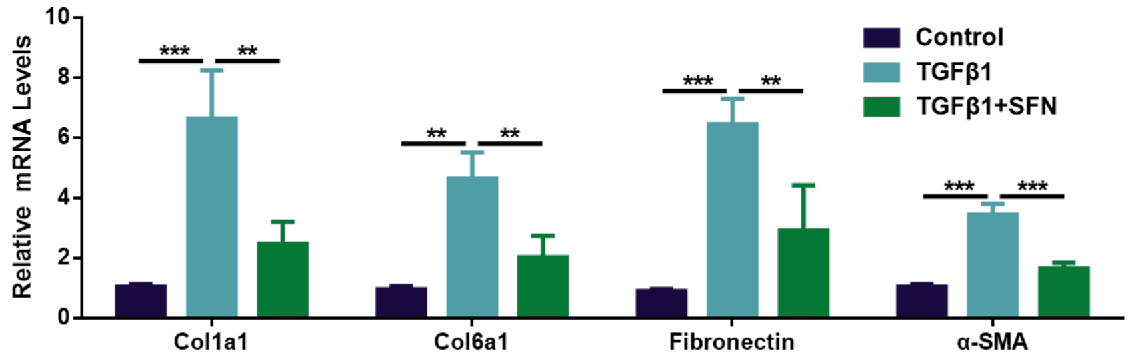 Relative mRNA Levels
10
8
6
4
2
0
*** **
** **
*** **
*** ***
Control
TGFβ1
TGFβ1+SFN
Col1a1 Col6a1 Fibronectin α-SMA